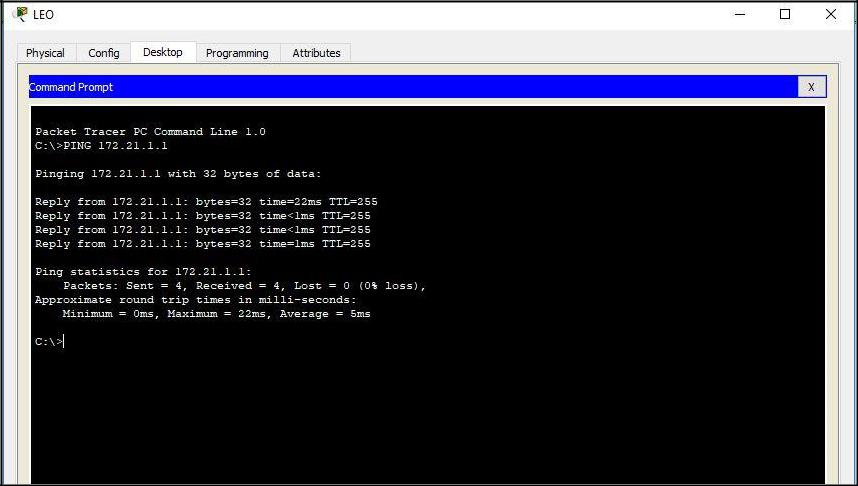 LEO
Physical Config Desktop Programming Attributes
Command Prompt X
Packet Tracer PC Command Line 1.0
C:\>PING 172.21.1.1
Pinging 172.21.1.1 with 32 bytes of data:
Reply from 172.21.1.1: bytes=32 time=22ms TTL=255
Reply from 172.21.1.1: bytes=32 time<1ms TTL=255
Reply from 172.21.1.1: bytes=32 time<1ms TTL=255
Reply from 172.21.1.1: bytes=32 time=1ms TTL=255
Ping statistics for 172.21.1.1:
Packets: Sent = 4, Received = 4, Lost = 0 (0% loss),
Approximate round trip times in milli-seconds:
Minimum = 0ms, Maximum = 22ms, Average = 5ms
C:\>